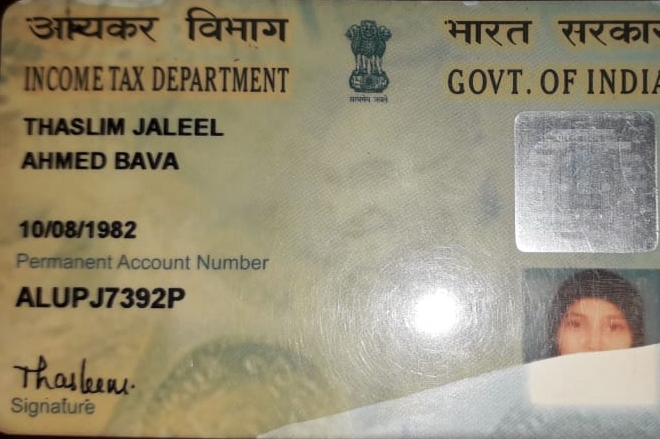 आयकर विभाग
भारत सरकार
INCOME TAX DEPARTMENT
GOVT. OF INDIA
सत्यमेव जयते
THASLIM JALEEL
AHMED BAVA
10/08/1982
Permanent Account Number
ALUPJ7392P
Thasleem.
Signature